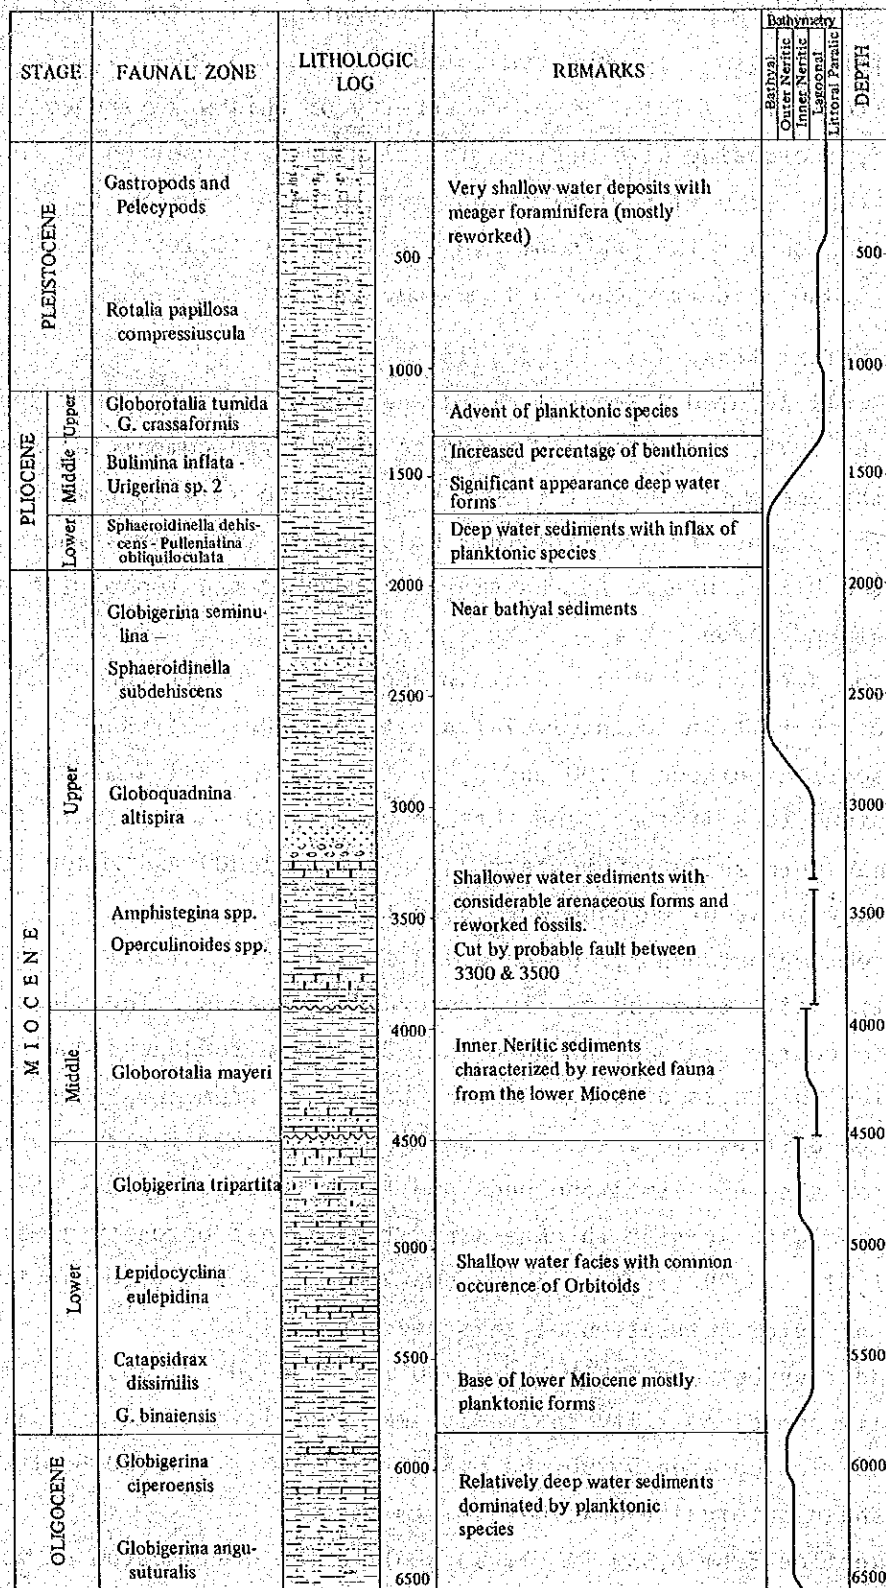 STAGE
FAUNAL ZONE
LITHOLOGIC
LOG
REMARKS
Bathymetry
Bathyal
Outer Neritic
Inner Neritic
Lagoonal
Littoral Paralic
DEPTH
PLEISTOCENE
Gastropods and
Pelecypods
Rotalia papillosa
compressiuscula
500
1000
Very shallow water deposits with
meager foraminifera (mostly
reworked)
500
1000
PLIOCENE
Upper
Globorotalia tumida
- G. crassaformis
Advent of planktonic species
Middle
Bulimina inflata -
Urigerina sp. 2
1500
Increased percentage of benthonics
Significant appearance deep water
forms
1500
Lower
Sphaeroidinella dehis-
cens - Pulleniatina
obliquiloculata
Deep water sediments with inflax of
planktonic species
MIOCENE
Upper
Globigerina seminu-
lina –
Sphaeroidinella
subdehiscens
Globoquadnina
altispira
Amphistegina spp.
Operculinoides spp.
2000
2500
3000
3500
Near bathyal sediments
Shallower water sediments with
considerable arenaceous forms and
reworked fossils.
Cut by probable fault between
3300 & 3500
2000
2500
3000
3500
Middle
Globorotalia mayeri
4000
4500
Inner Neritic sediments
characterized by reworked fauna
from the lower Miocene
4000
4500
Lower
Globigerina tripartita
Lepidocyclina
eulepidina
Catapsidrax
dissimilis
G. binaiensis
5000
5500
Shallow water facies with common
occurence of Orbitoids
Base of lower Miocene mostly
planktonic forms
5000
5500
OLIGOCENE
Globigerina
ciperoensis
Globigerina angu-
suturalis
6000
6500
Relatively deep water sediments
dominated by planktonic
species
6000
6500